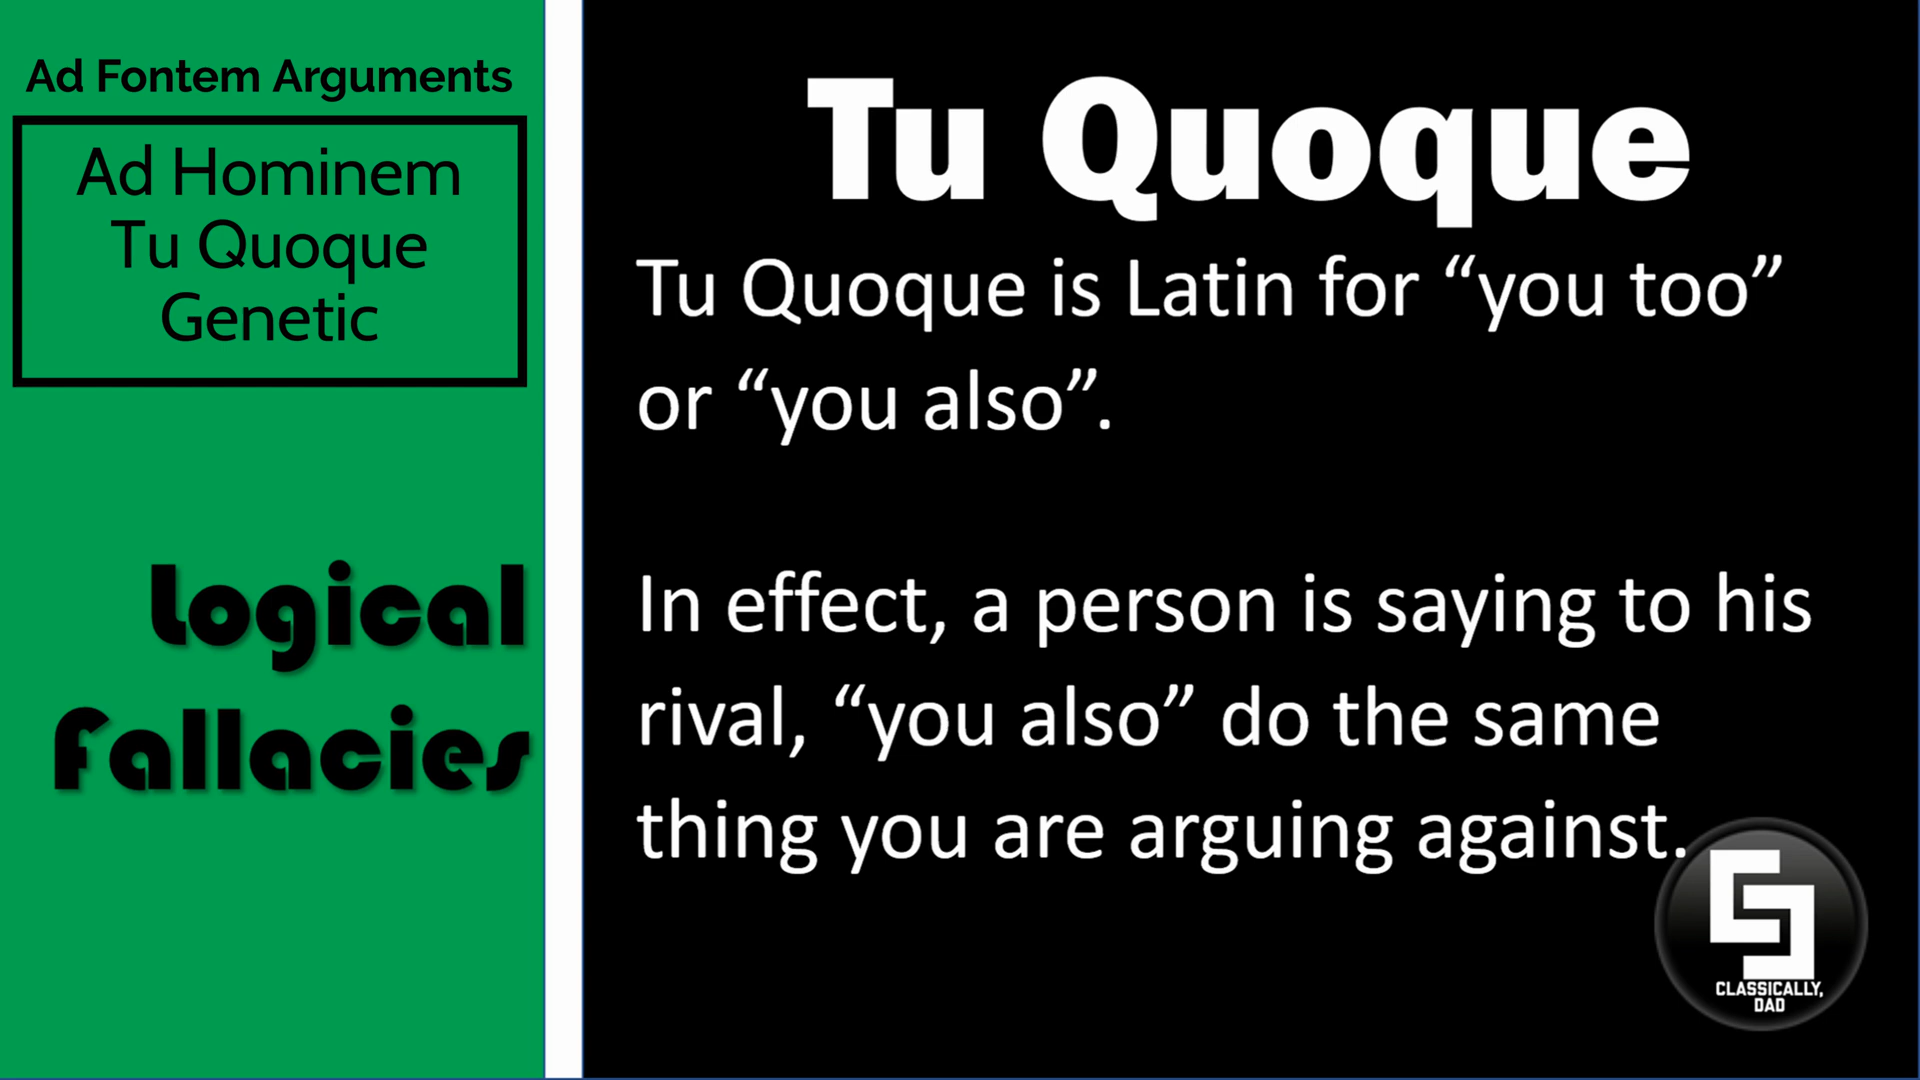 Ad Fontem Arguments
Ad Hominem
Tu Quoque
Genetic
Logical
Fallacies
Tu Quoque
Tu Quoque is Latin for “you too”
or “you also”.
In effect, a person is saying to his
rival, “you also” do the same
thing you are arguing against.
CLASSICALLY,
DAD